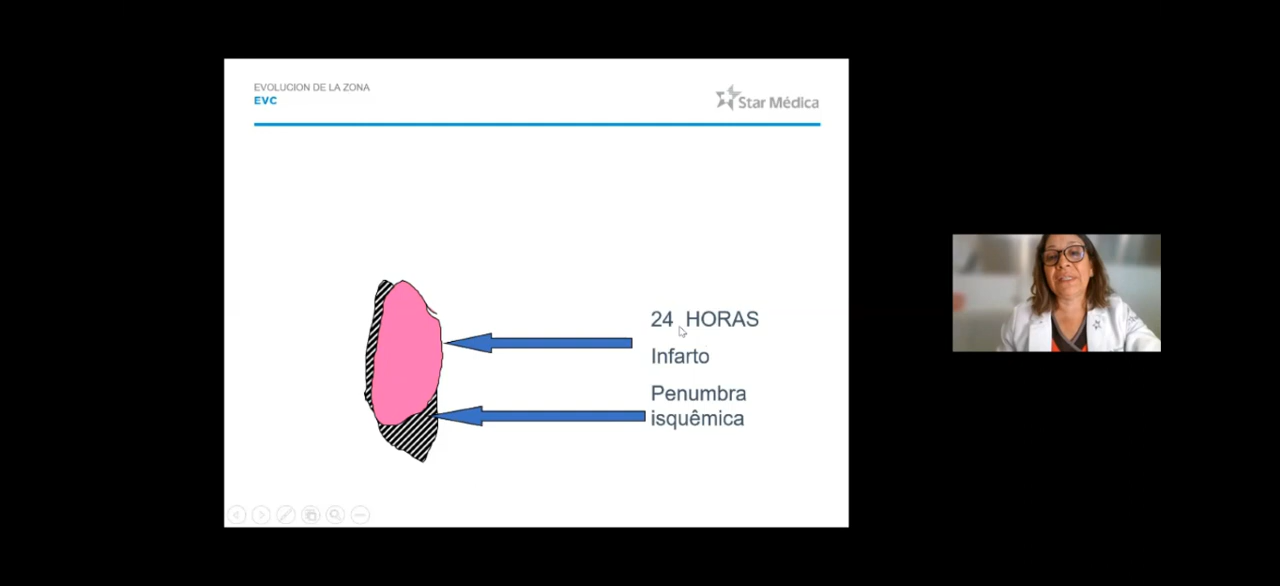 EVOLUCION DE LA ZONA
EVC
Star Médica
24 HORAS
Infarto
Penumbra
isquêmica